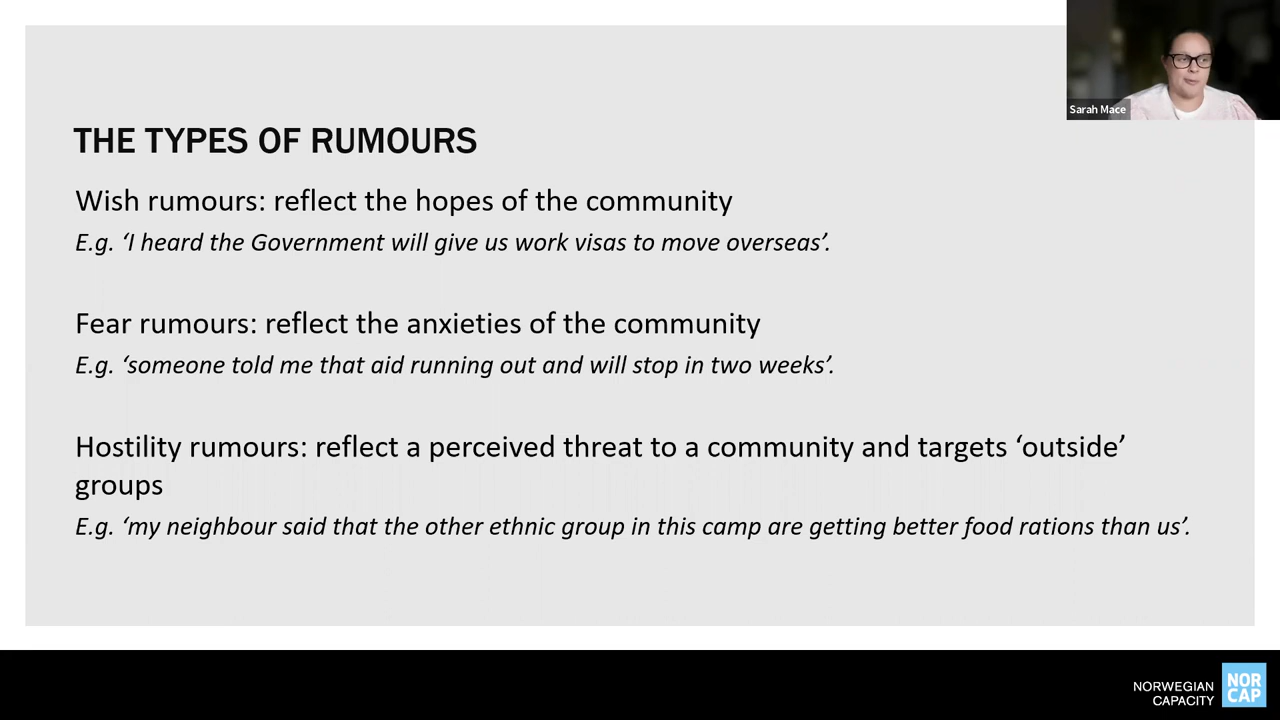 Sarah Mace
THE TYPES OF RUMOURS
Wish rumours: reflect the hopes of the community
E.g. ‘I heard the Government will give us work visas to move overseas’.
Fear rumours: reflect the anxieties of the community
E.g. ‘someone told me that aid running out and will stop in two weeks’.
Hostility rumours: reflect a perceived threat to a community and targets ‘outside’
groups
E.g. ‘my neighbour said that the other ethnic group in this camp are getting better food rations than us’.
NORWEGIAN
CAPACITY
NOR
CAP